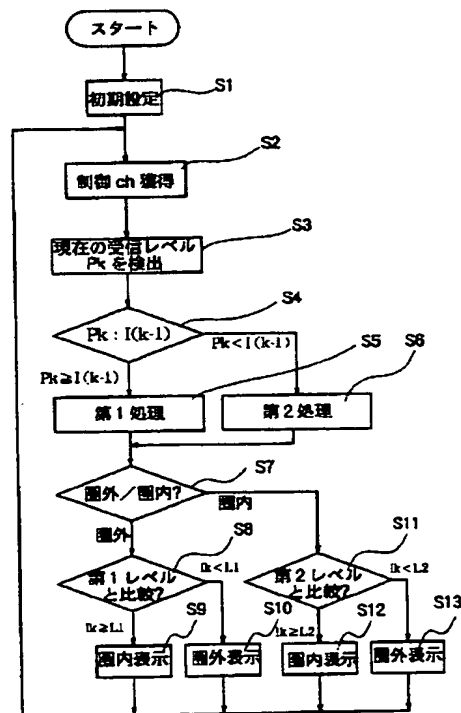 スタート
初期設定
S1
S2
制御 ch 獲得
S3
現在の受信レベル
Pk を検出
S4
Pk : I(k-1)
Pk<I(k-1)
S5
S6
Pk≧I(k-1)
第1処理
第2処理
S7
圏外／圏内?
圏内
圏外
S8
S11
第1レベル
と比較?
Ik<L1
第2レベル
と比較?
Ik<L2
S9
S10
S12
S13
Ik≧L1
Ik≧L2
圏内表示
圏外表示
圏内表示
圏外表示